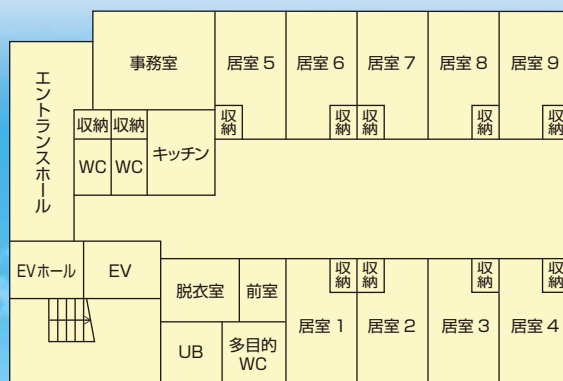 事務室
居室 5
居室 6
居室 7
居室 8
居室 9
エントランスホール
収納
収納
収納
収納
収納
収納
収納
WC
WC
キッチン
EVホール
EV
脱衣室
前室
収納
収納
収納
収納
居室 1
居室 2
居室 3
居室 4
UB
多目的
WC